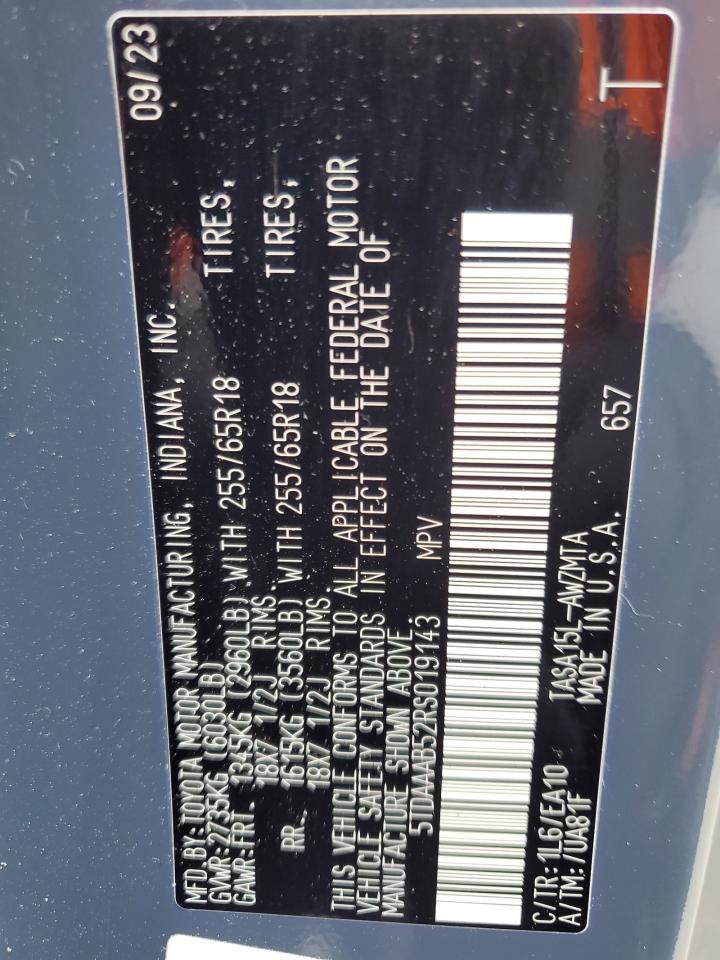 MFD. BY: TOYOTA MOTOR MANUFACTURING, INDIANA, INC. 09/23
GVWR: 2735KG (6030LB)
GAWR: FRT. 1345KG (2960LB) WITH 255/65R18 TIRES,
18X7 1/2J RIMS.
RR. 1615KG (3560LB) WITH 255/65R18 TIRES,
18X7 1/2J RIMS.
THIS VEHICLE CONFORMS TO ALL APPLICABLE FEDERAL MOTOR
VEHICLE SAFETY STANDARDS IN EFFECT ON THE DATE OF
MANUFACTURE SHOWN ABOVE.
5TDAAAB52RS019143 MPV
C/TR: 1L6/EA10 TASA15L-AWZMTA 657 T
A/TM: /UA81F MADE IN U.S.A.